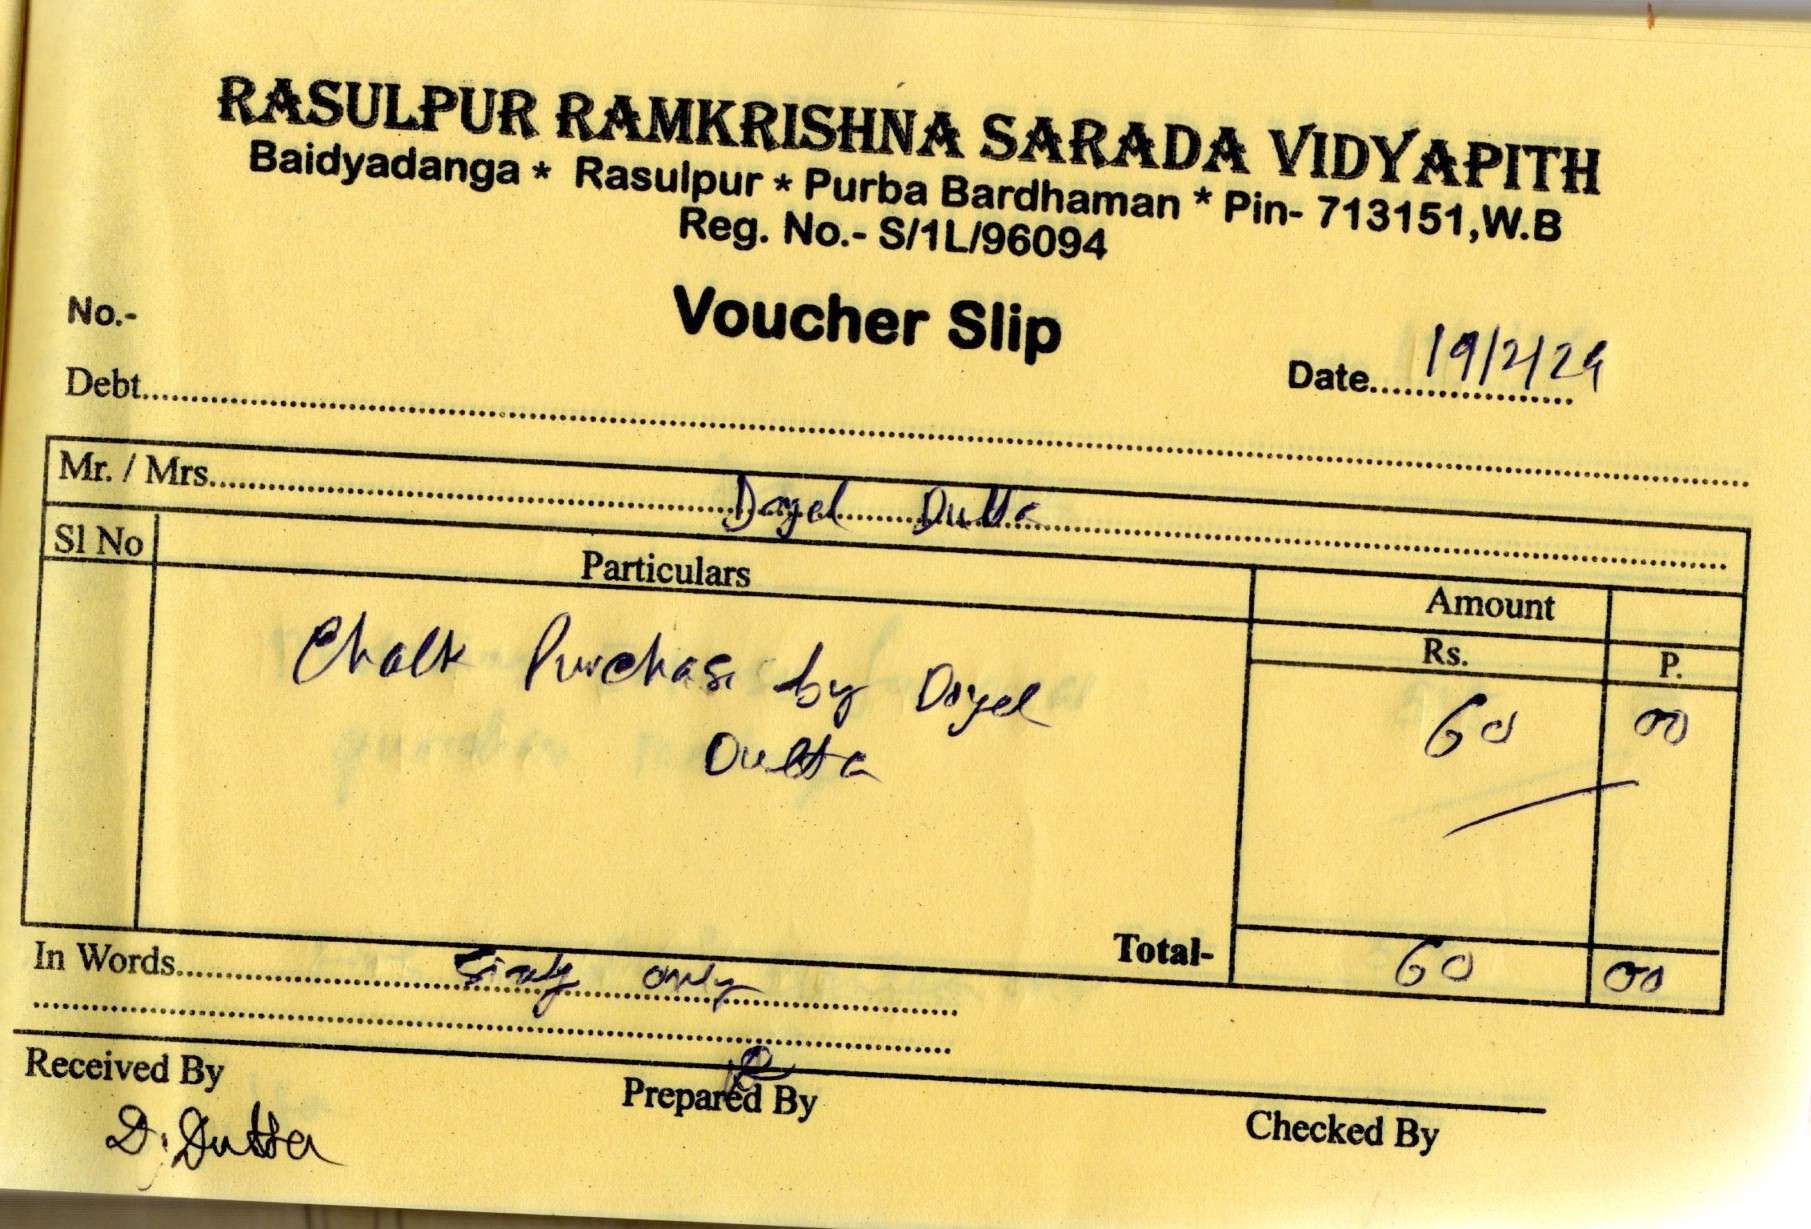 RASULPUR RAMKRISHNA SARADA VIDYAPITH
Baidyadanga * Rasulpur * Purba Bardhaman * Pin- 713151,W.B
Reg. No.- S/1L/96094
No.-
Voucher Slip
Date.... 19/2/24
Debt....
Mr. / Mrs.... Doyel Dutta
Sl No Particulars Amount
Rs. P.
Chalk Purchase by Doyel 60 00
Dutta
Total- 60 00
In Words.... Sixty only
Received By Prepared By Checked By
D. Dutta